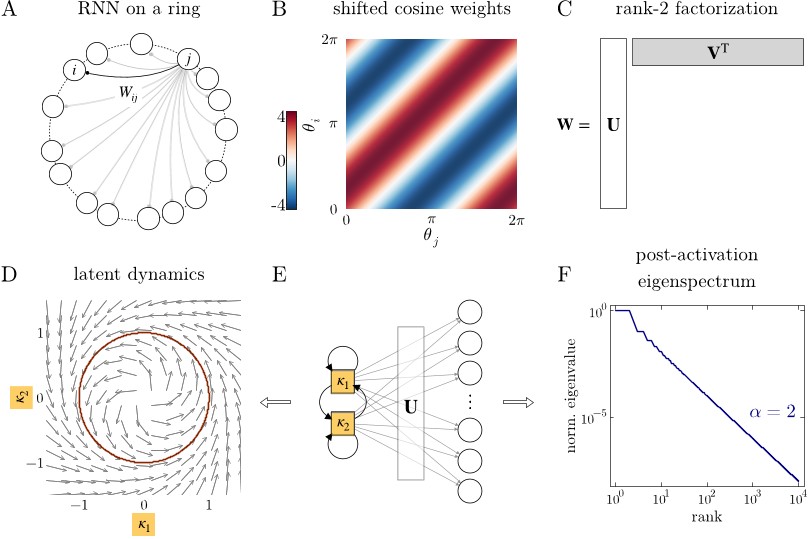 A RNN on a ring
i
j
W_ij
B shifted cosine weights
4
0
-4
2π
π
0
θ_i
0 π 2π
θ_j
C rank-2 factorization
W = U V^T
D latent dynamics
1
0
−1
κ_2
−1 0 1
κ_1
E
κ_1
κ_2
U
⋮
F post-activation
eigenspectrum
10^0
10^−5
norm. eigenvalue
α = 2
10^0 10^1 10^2 10^3 10^4
rank